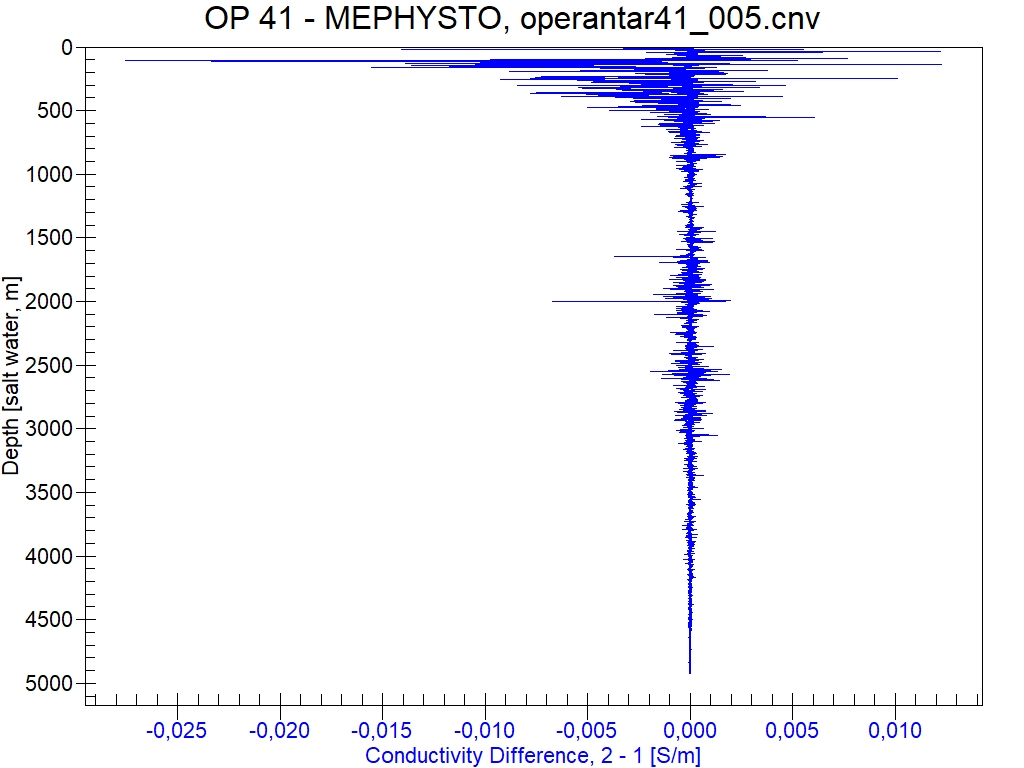 OP 41 - MEPHYSTO, operantar41_005.cnv
0
500
1000
1500
2000
2500
3000
3500
4000
4500
5000
Depth [salt water, m]
-0,025 -0,020 -0,015 -0,010 -0,005 0,000 0,005 0,010
Conductivity Difference, 2 - 1 [S/m]